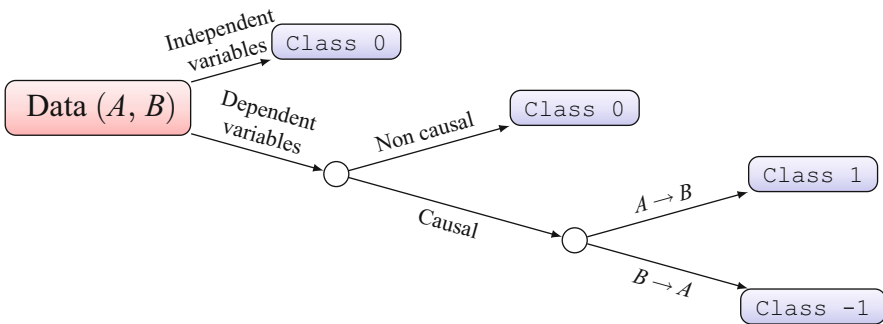 Independent
variables
Class 0
Data (A, B)
Dependent
variables
Non causal
Class 0
Causal
A → B
Class 1
B → A
Class -1